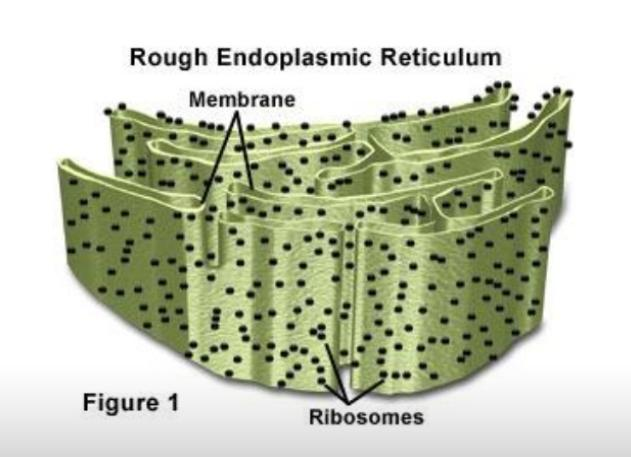 Rough Endoplasmic Reticulum
Membrane
Figure 1
Ribosomes